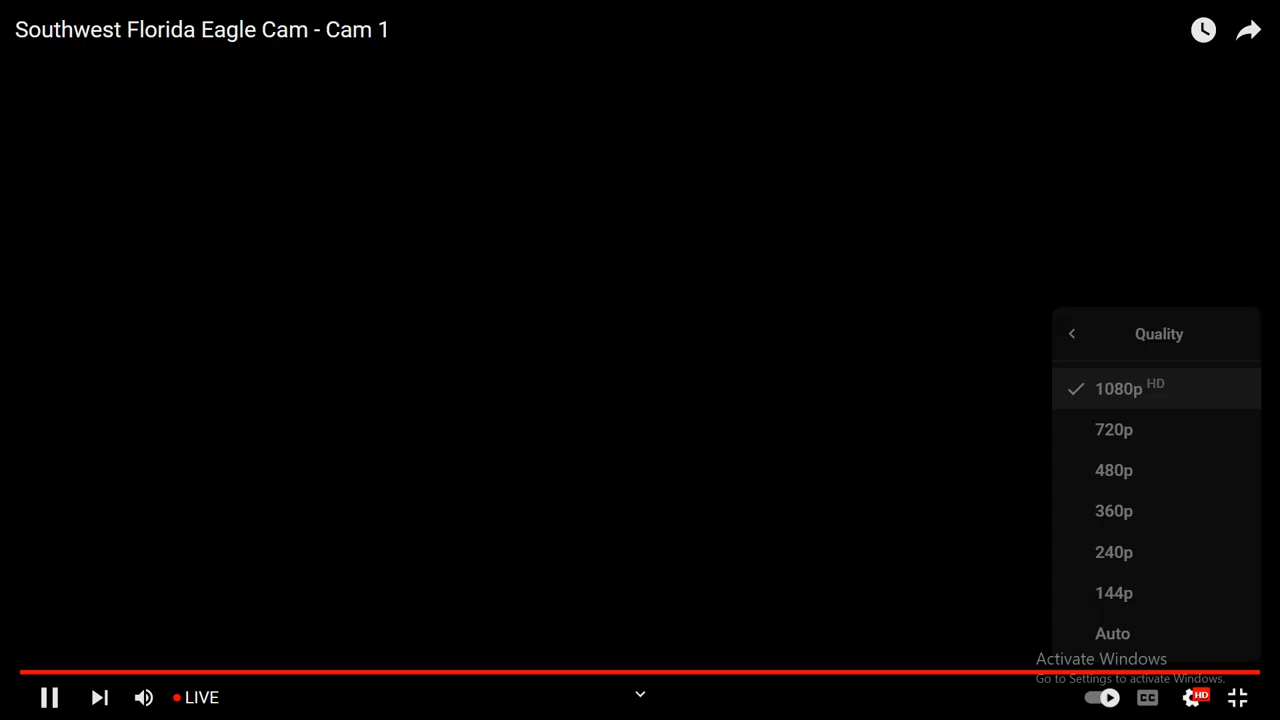 Southwest Florida Eagle Cam - Cam 1
Quality
1080p HD
720p
480p
360p
240p
144p
Auto
Activate Windows
Go to Settings to activate Windows.
LIVE
CC
HD